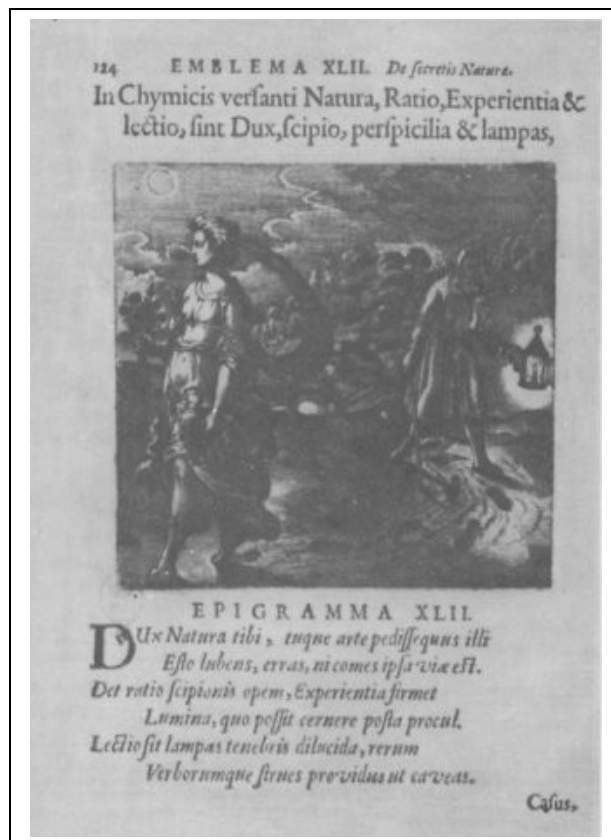 124 EMBLEMA XLII. De secretis Naturæ.
In Chymicis verſanti Natura, Ratio, Experientia &
lectio, ſint Dux, ſcipio, perſpicilia & lampas,
EPIGRAMMA XLII.
DUx Natura tibi, tuque arte pediſſequus illi
Eſto lubens, erras, ni comes ipſa viæ eſt.
Det ratio ſcipionis opem, Experientia firmet
Lumina, quo poſſit cernere poſta procul.
Lectio ſit lampas tenebris dilucida, rerum
Verborumque ſtrues providus ut caveas.
Caſus,